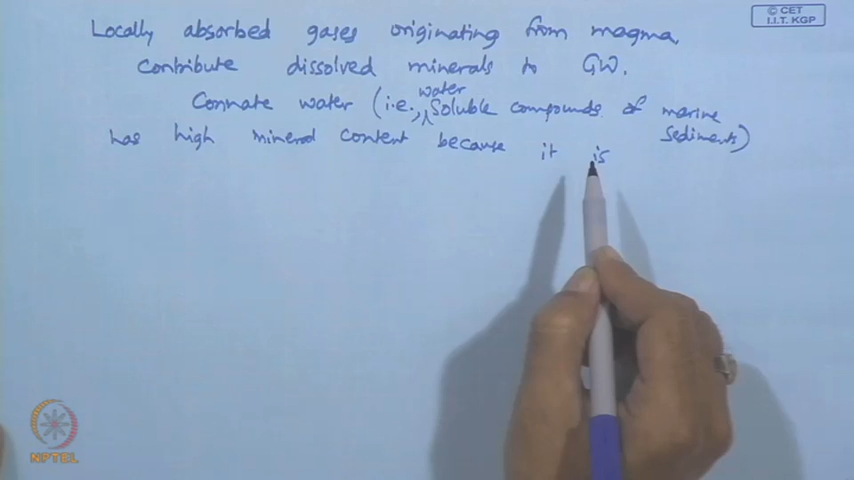 © CET
I.I.T. KGP
Locally absorbed gases originating from magma,
contribute dissolved minerals to GW.
Connate water (i.e., water soluble compounds of marine sediments)
has high mineral content because it is
NPTEL